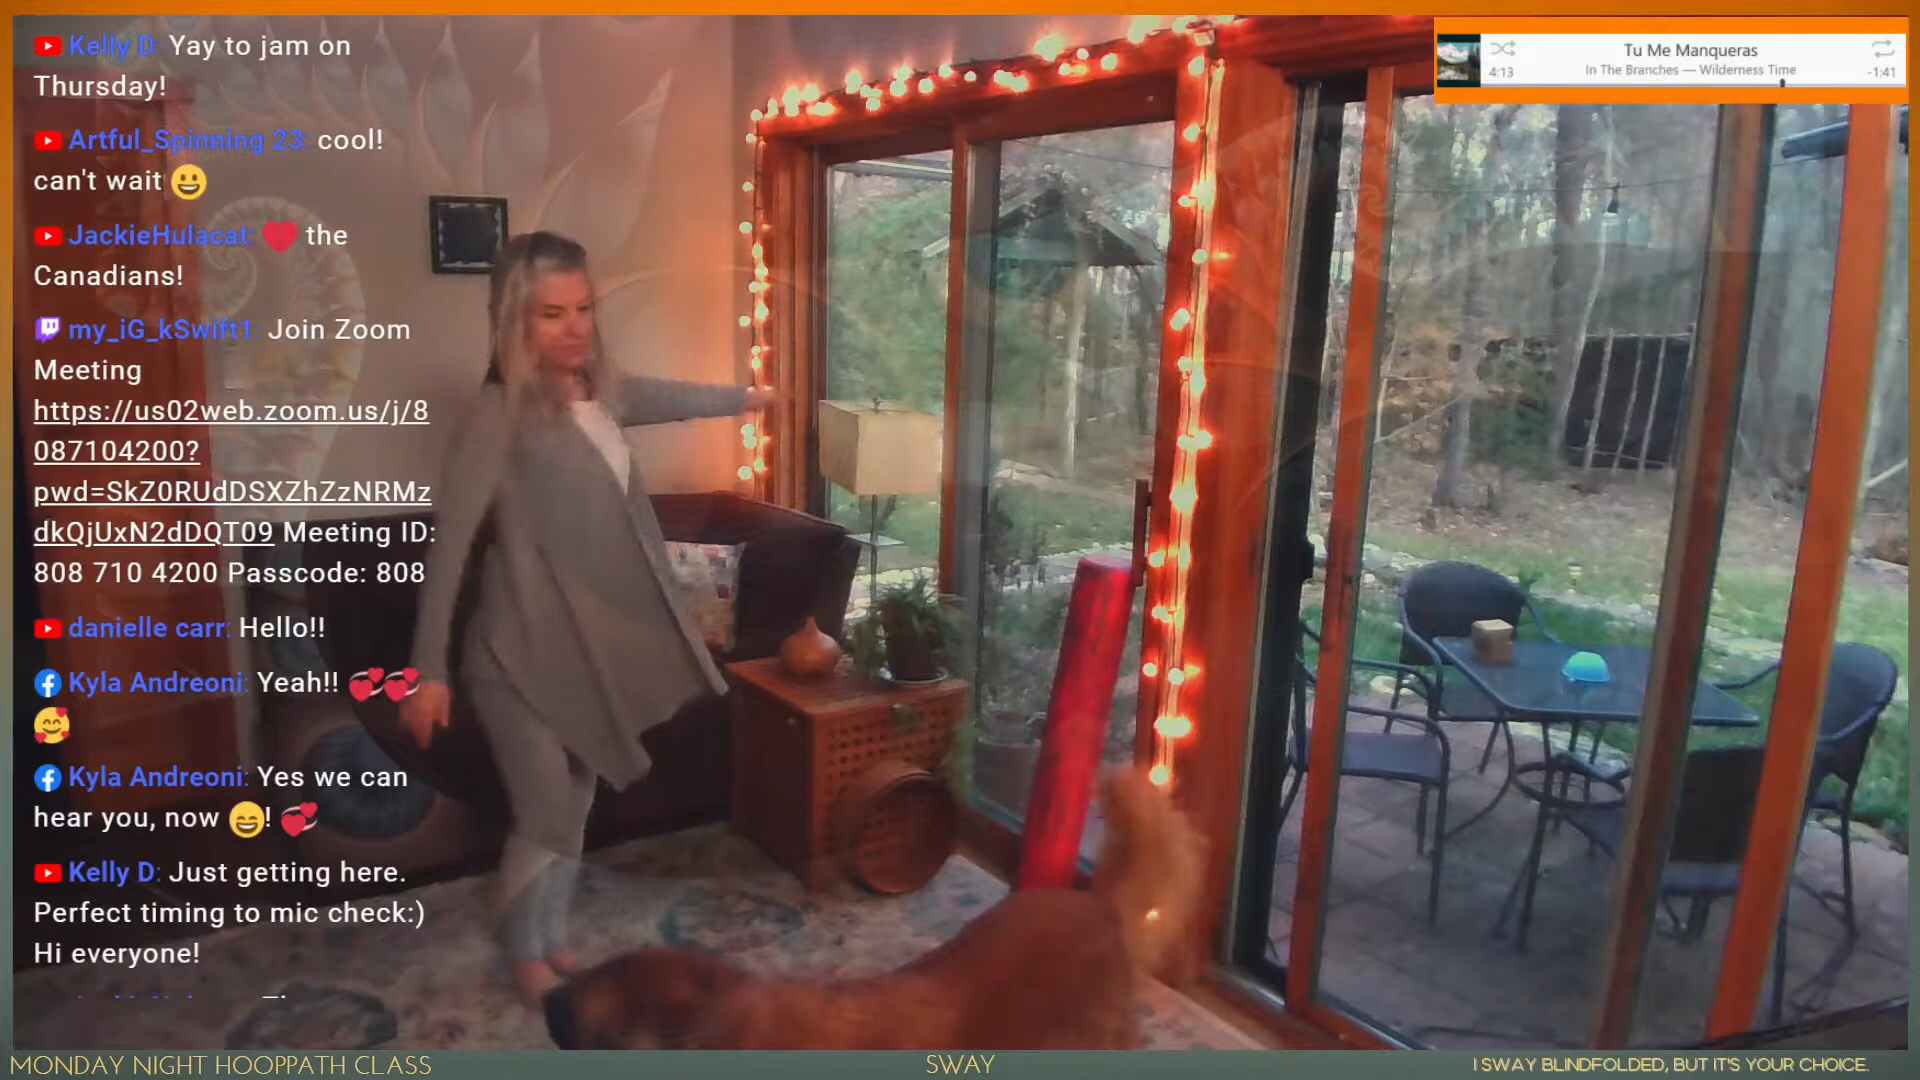 Kelly D: Yay to jam on
Thursday!
Artful_Spinning 23: cool!
can't wait
JackieHulacat: the
Canadians!
my_iG_kSwift1: Join Zoom
Meeting
https://us02web.zoom.us/j/8
087104200?
pwd=SkZ0RUdDSXZhZzNRMz
dkQjUxN2dDQT09 Meeting ID:
808 710 4200 Passcode: 808
danielle carr: Hello!!
Kyla Andreoni: Yeah!!
Kyla Andreoni: Yes we can
hear you, now !
Kelly D: Just getting here.
Perfect timing to mic check:)
Hi everyone!
Tu Me Manqueras
In The Branches — Wilderness Time
4:13
-1:41
MONDAY NIGHT HOOPPATH CLASS
SWAY
I SWAY BLINDFOLDED, BUT IT'S YOUR CHOICE.